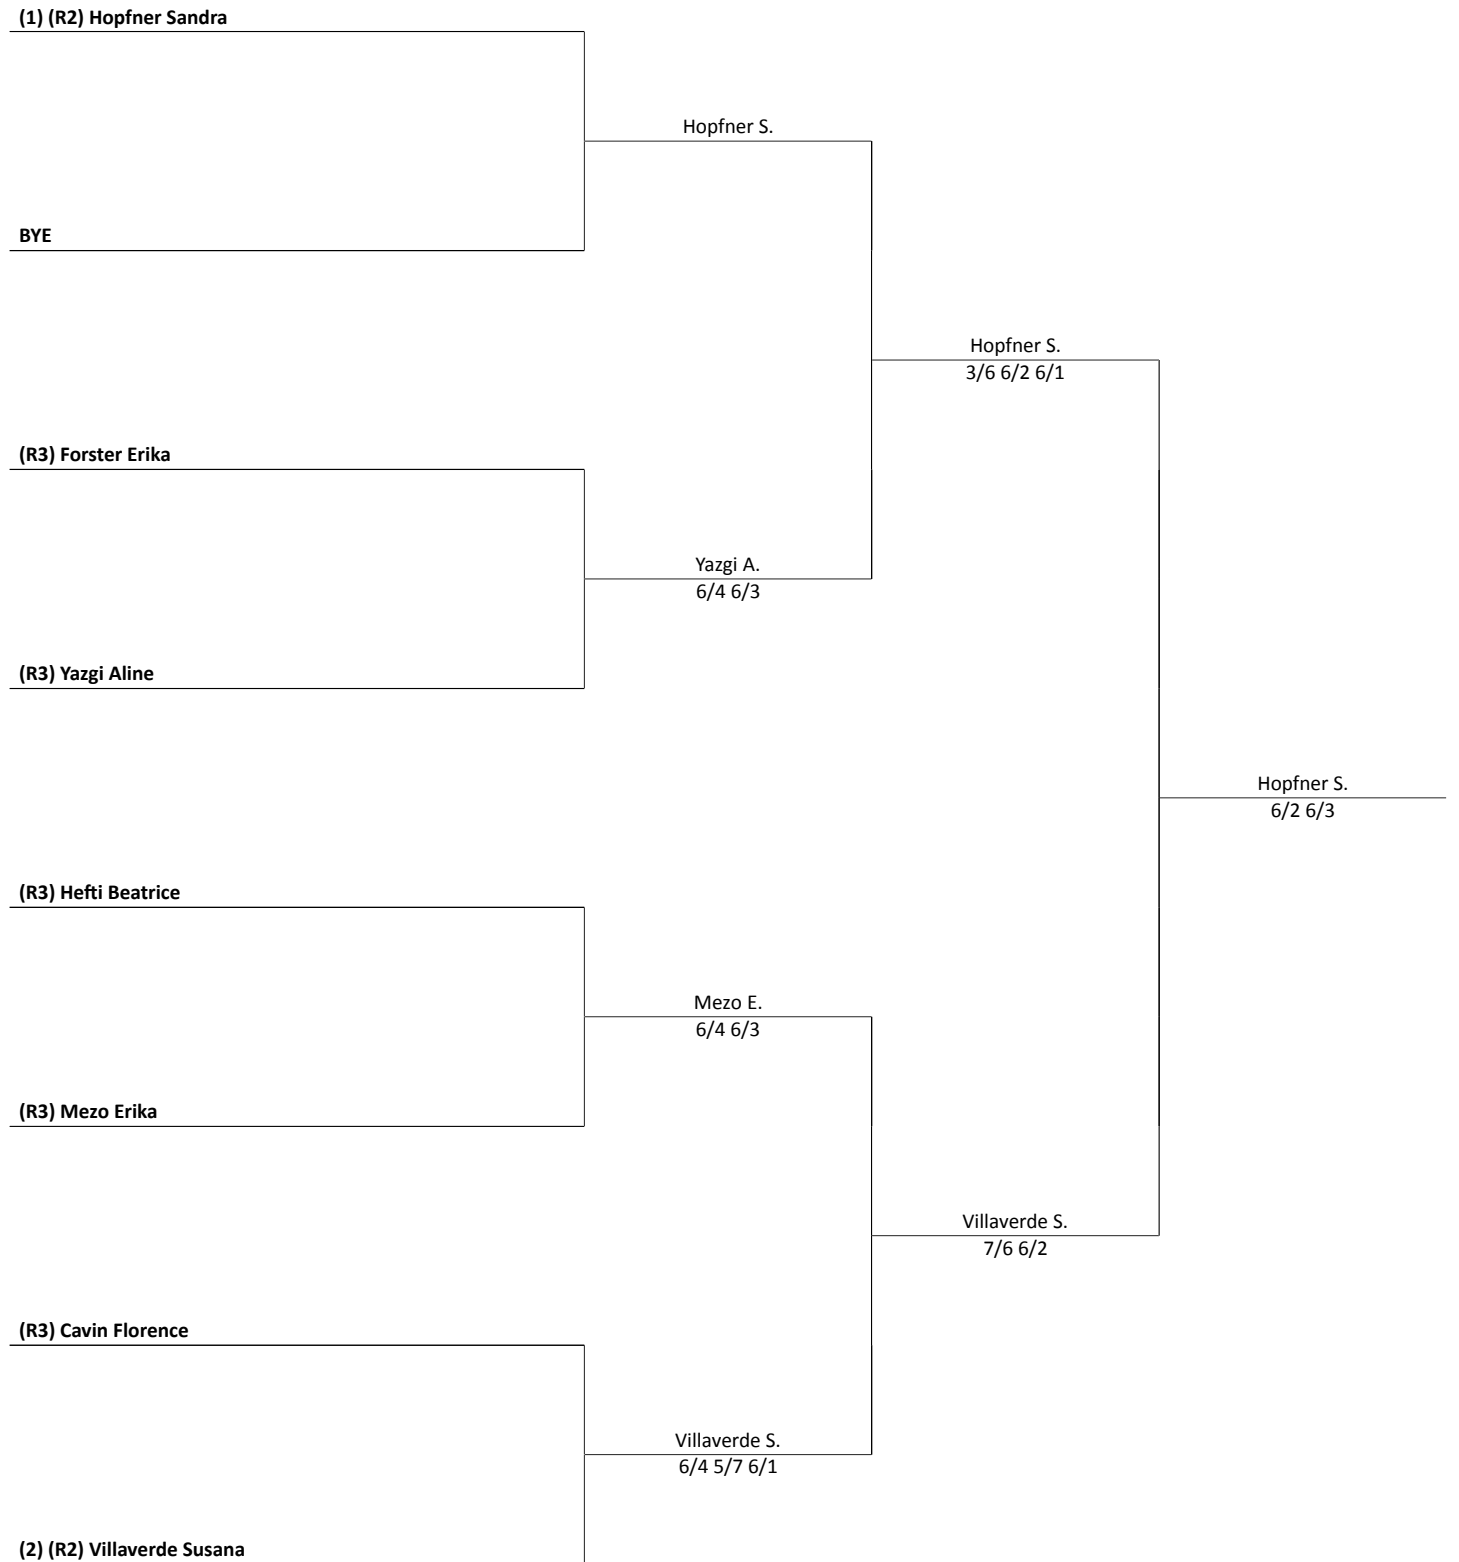 (1) (R2) Hopfner Sandra
Hopfner S.
BYE
Hopfner S.
3/6 6/2 6/1
(R3) Forster Erika
Yazgi A.
6/4 6/3
(R3) Yazgi Aline
Hopfner S.
6/2 6/3
(R3) Hefti Beatrice
Mezo E.
6/4 6/3
(R3) Mezo Erika
Villaverde S.
7/6 6/2
(R3) Cavin Florence
Villaverde S.
6/4 5/7 6/1
(2) (R2) Villaverde Susana